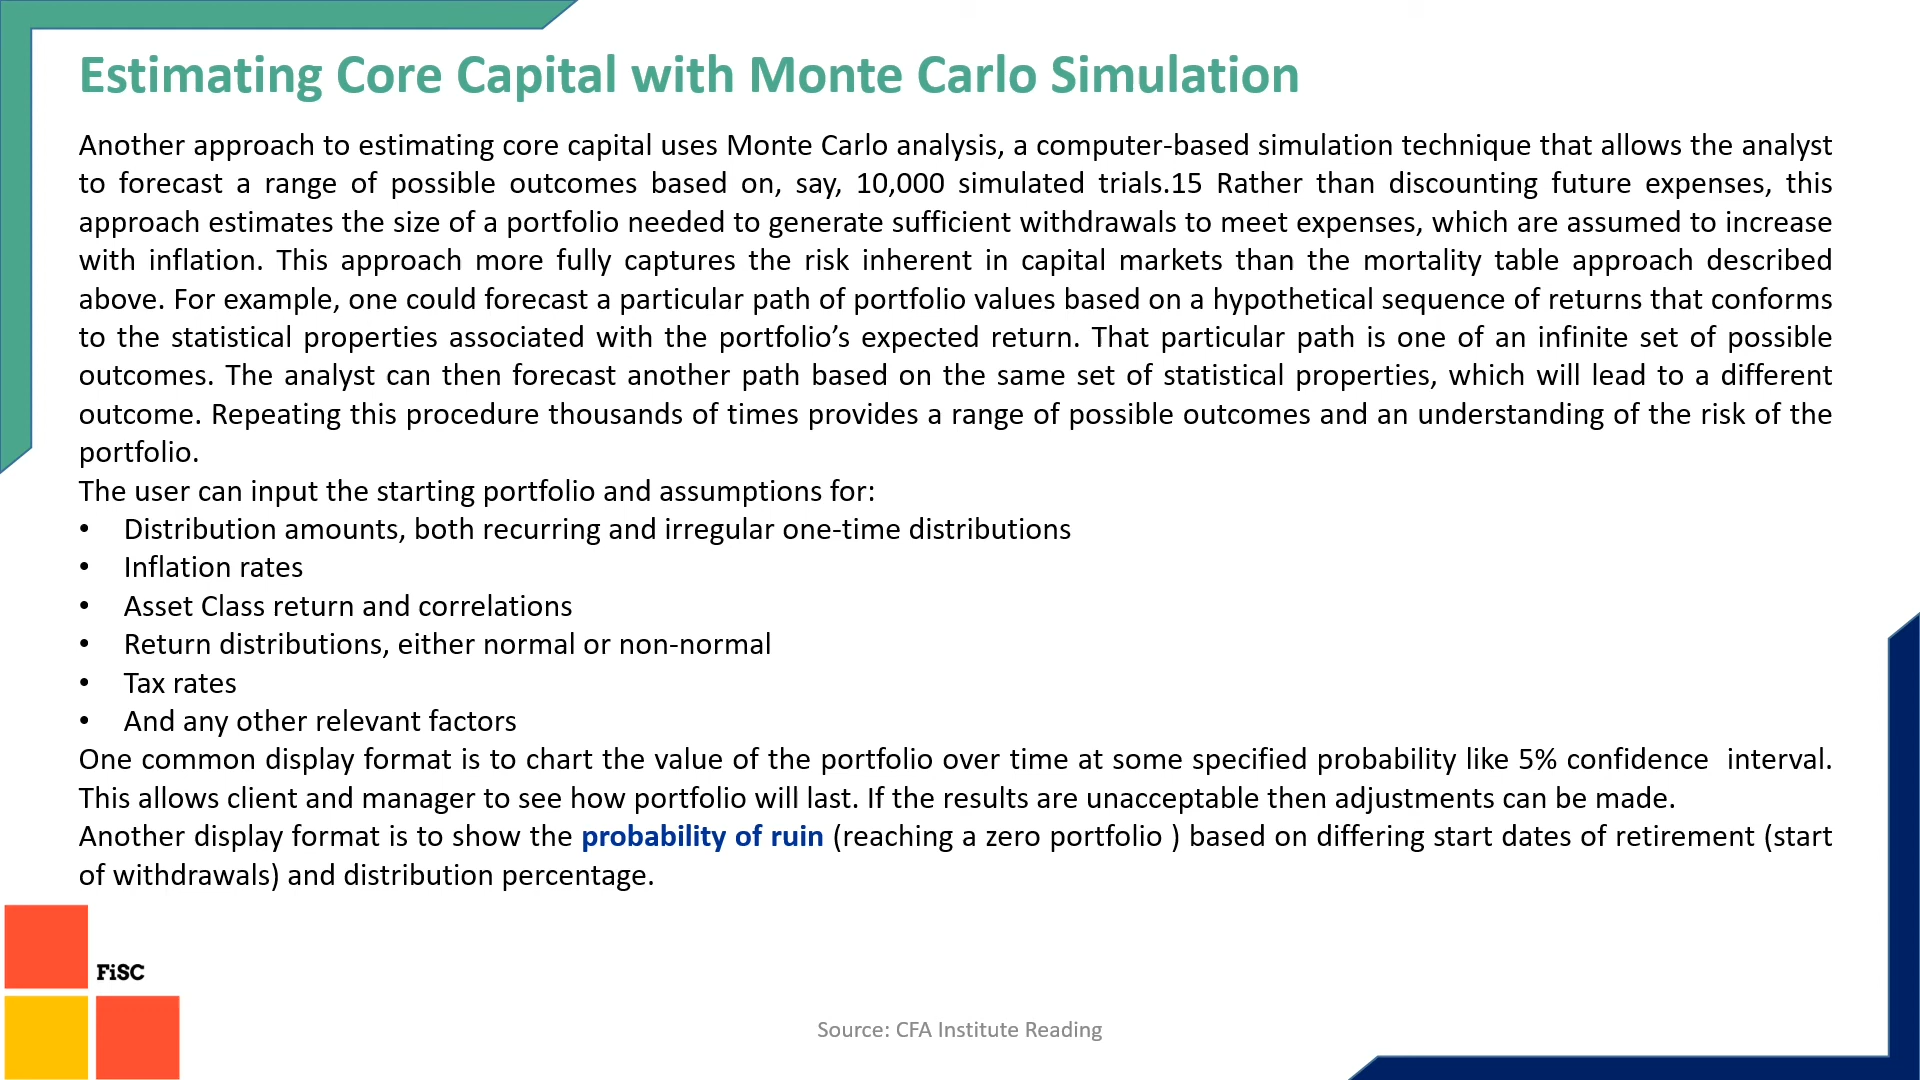 Estimating Core Capital with Monte Carlo Simulation
Another approach to estimating core capital uses Monte Carlo analysis, a computer-based simulation technique that allows the analyst
to forecast a range of possible outcomes based on, say, 10,000 simulated trials.15 Rather than discounting future expenses, this
approach estimates the size of a portfolio needed to generate sufficient withdrawals to meet expenses, which are assumed to increase
with inflation. This approach more fully captures the risk inherent in capital markets than the mortality table approach described
above. For example, one could forecast a particular path of portfolio values based on a hypothetical sequence of returns that conforms
to the statistical properties associated with the portfolio’s expected return. That particular path is one of an infinite set of possible
outcomes. The analyst can then forecast another path based on the same set of statistical properties, which will lead to a different
outcome. Repeating this procedure thousands of times provides a range of possible outcomes and an understanding of the risk of the
portfolio.
The user can input the starting portfolio and assumptions for:
• Distribution amounts, both recurring and irregular one-time distributions
• Inflation rates
• Asset Class return and correlations
• Return distributions, either normal or non-normal
• Tax rates
• And any other relevant factors
One common display format is to chart the value of the portfolio over time at some specified probability like 5% confidence  interval.
This allows client and manager to see how portfolio will last. If the results are unacceptable then adjustments can be made.
Another display format is to show the probability of ruin (reaching a zero portfolio ) based on differing start dates of retirement (start
of withdrawals) and distribution percentage.
FiSC
Source: CFA Institute Reading